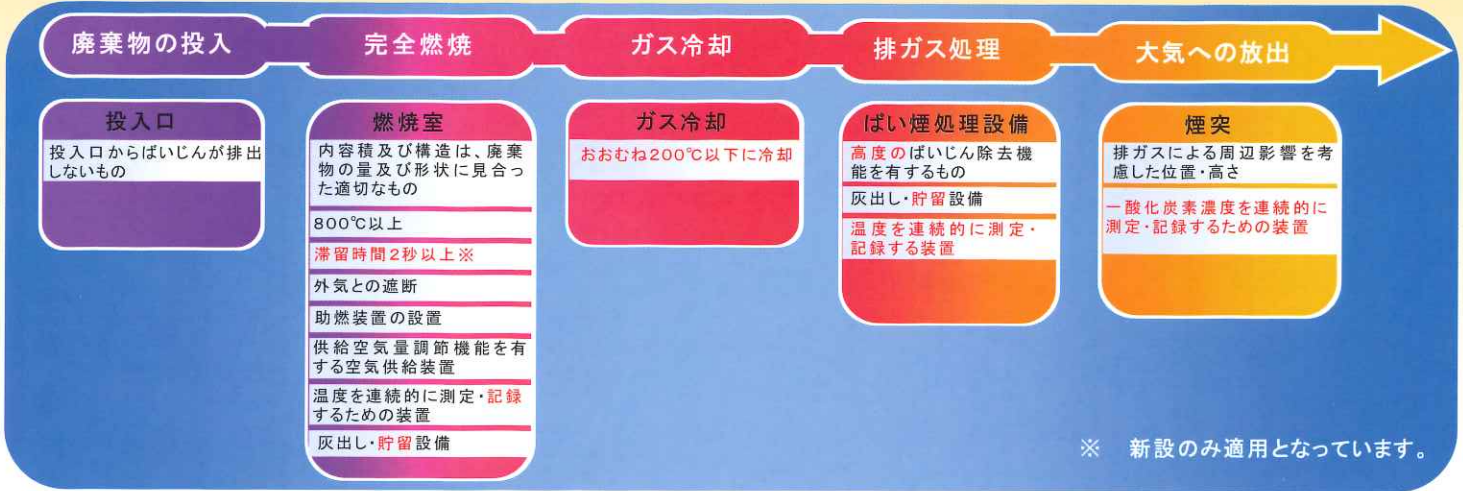 廃棄物の投入
完全燃焼
ガス冷却
排ガス処理
大気への放出
投入口
投入口からばいじんが排出
しないもの
燃焼室
内容積及び構造は、廃棄
物の量及び形状に見合っ
た適切なもの
800℃以上
滞留時間2秒以上※
外気との遮断
助燃装置の設置
供給空気量調節機能を有
する空気供給装置
温度を連続的に測定・記録
するための装置
灰出し・貯留設備
ガス冷却
おおむね200℃以下に冷却
ばい煙処理設備
高度のばいじん除去機
能を有するもの
灰出し・貯留設備
温度を連続的に測定・
記録する装置
煙突
排ガスによる周辺影響を考
慮した位置・高さ
一酸化炭素濃度を連続的に
測定・記録するための装置
※　新設のみ適用となっています。